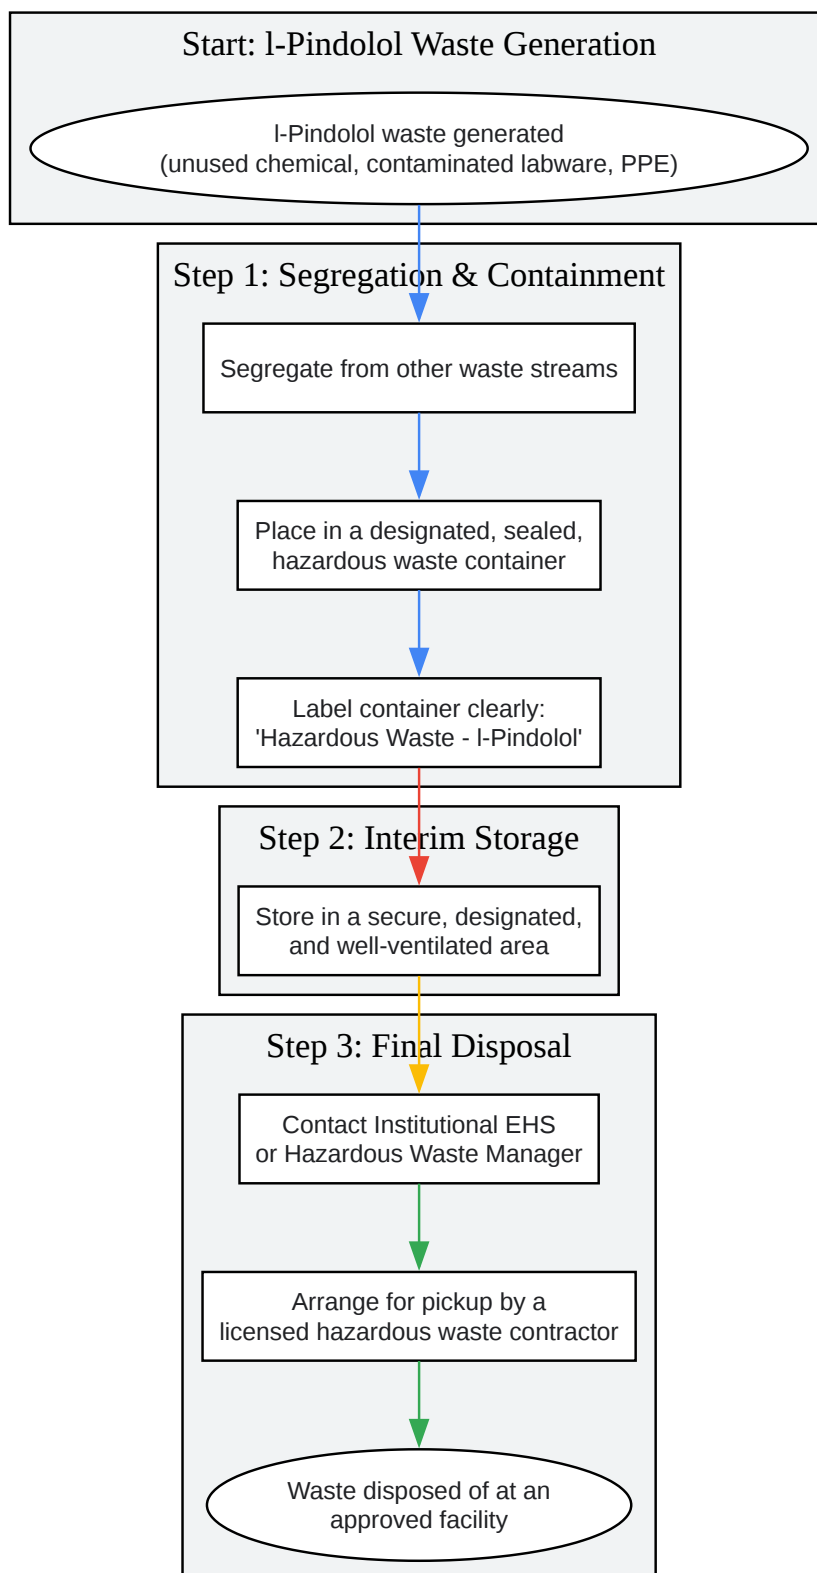 Start: l-Pindolol Waste Generation
l-Pindolol waste generated
(unused chemical, contaminated labware, PPE)
Step 1: Segregation & Containment
Segregate from other waste streams
Place in a designated, sealed,
hazardous waste container
Label container clearly:
'Hazardous Waste - l-Pindolol'
Step 2: Interim Storage
Store in a secure, designated,
and well-ventilated area
Step 3: Final Disposal
Contact Institutional EHS
or Hazardous Waste Manager
Arrange for pickup by a
licensed hazardous waste contractor
Waste disposed of at an
approved facility